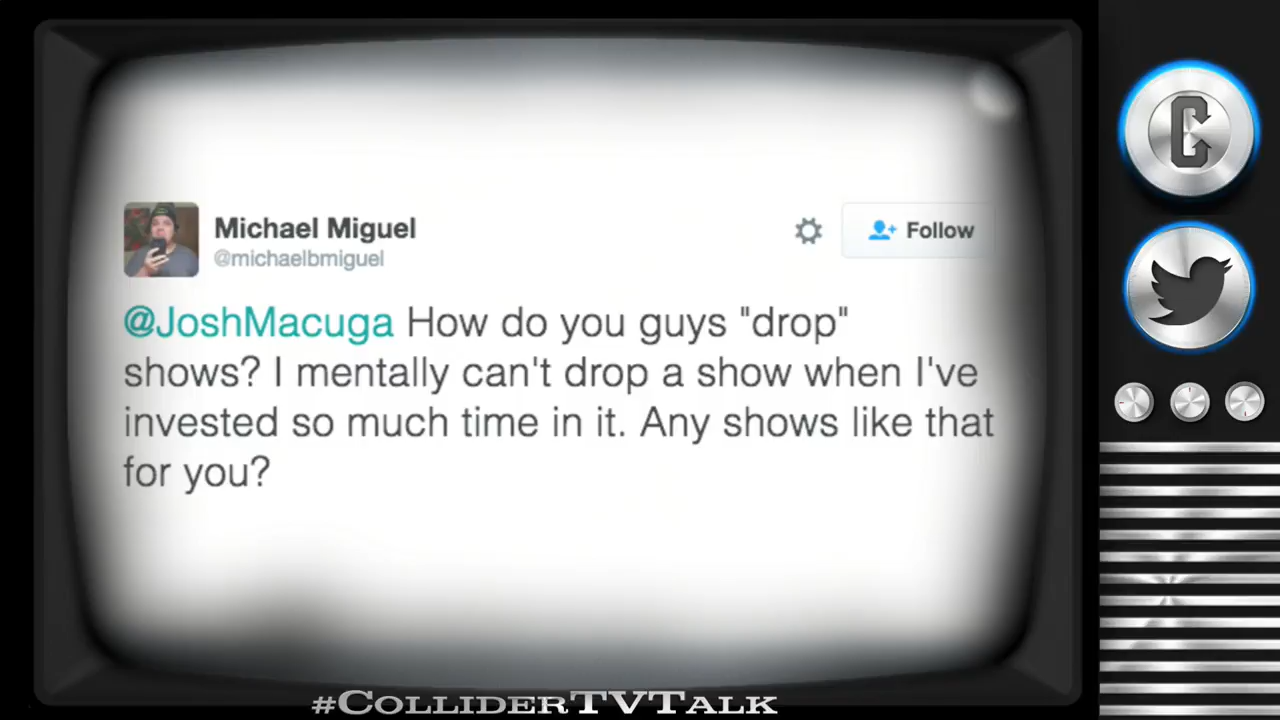 Michael Miguel
@michaelbmiguel
Follow
@JoshMacuga How do you guys "drop"
shows? I mentally can't drop a show when I've
invested so much time in it. Any shows like that
for you?
#ColliderTVTalk